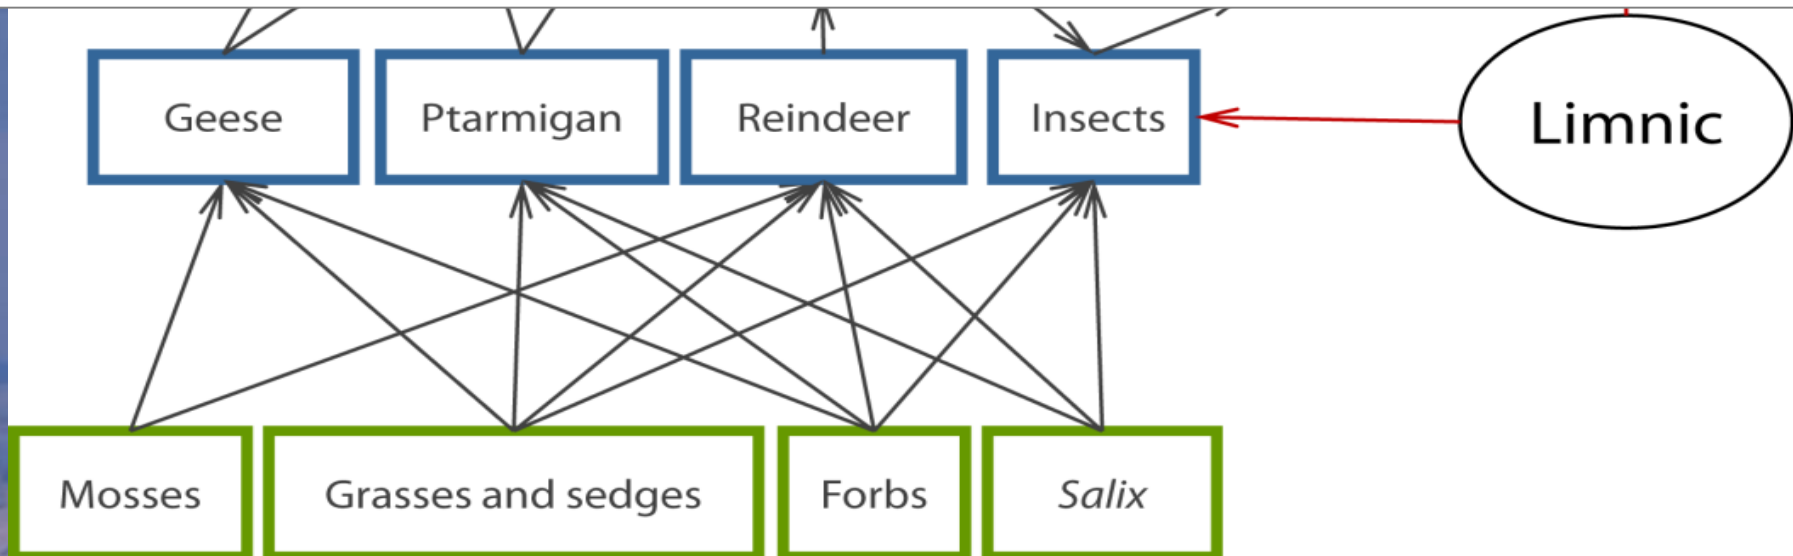 Geese
Ptarmigan
Reindeer
Insects
Limnic
Mosses
Grasses and sedges
Forbs
Salix